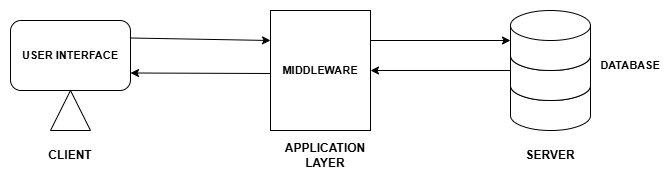 USER INTERFACE
MIDDLEWARE
DATABASE
CLIENT
APPLICATION
LAYER
SERVER